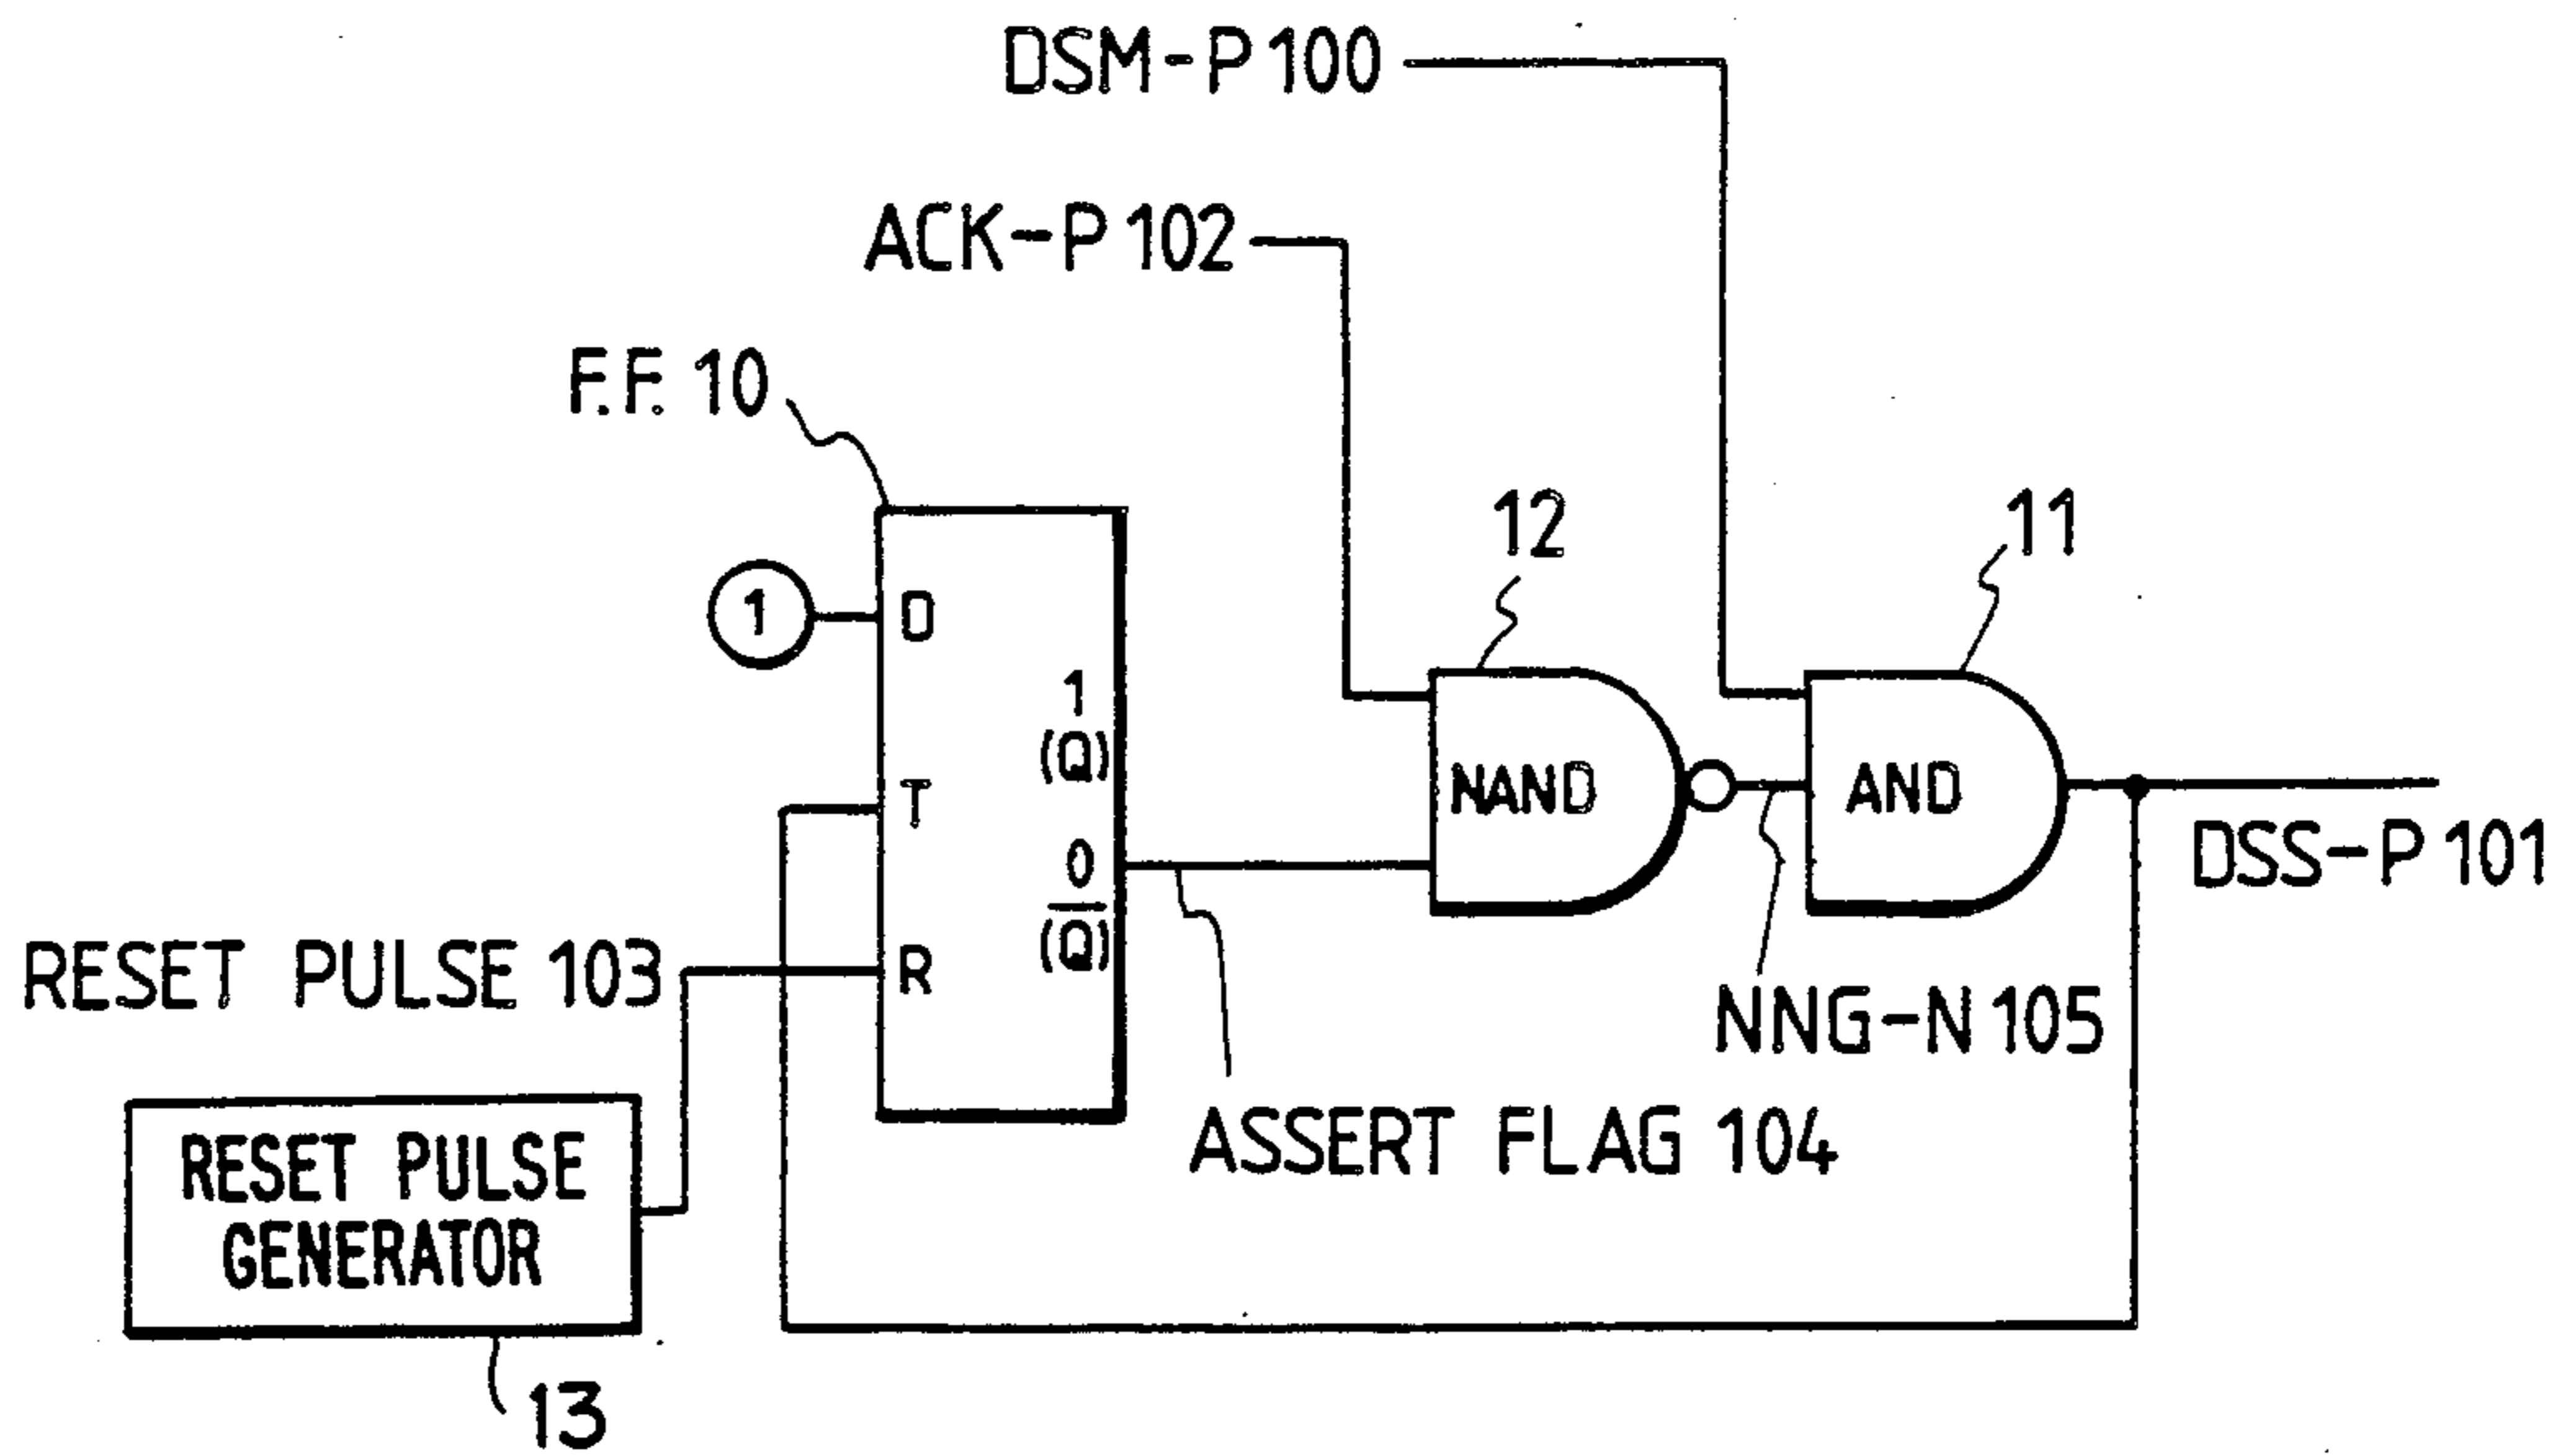 DSM-P 100
ACK-P 102
F.F. 10
12
11
1
D
1
(Q)
T
NAND
AND
0
(Q̅)
DSS-P 101
R
RESET PULSE 103
NNG-N 105
ASSERT FLAG 104
RESET PULSE
GENERATOR
13